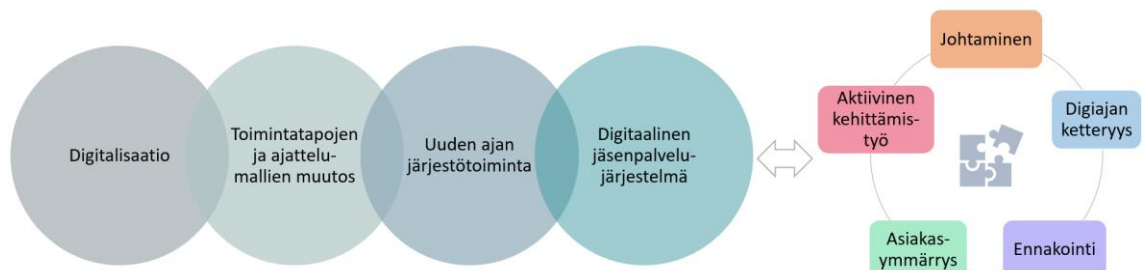 Digitalisaatio
Toimintatapojen
ja ajattelu-
mallien muutos
Uuden ajan
järjestötoiminta
Digitaalinen
jäsenpalvelu-
järjestelmä
Johtaminen
Digiajan
ketteryys
Ennakointi
Asiakas-
ymmärrys
Aktiivinen
kehittämis-
työ